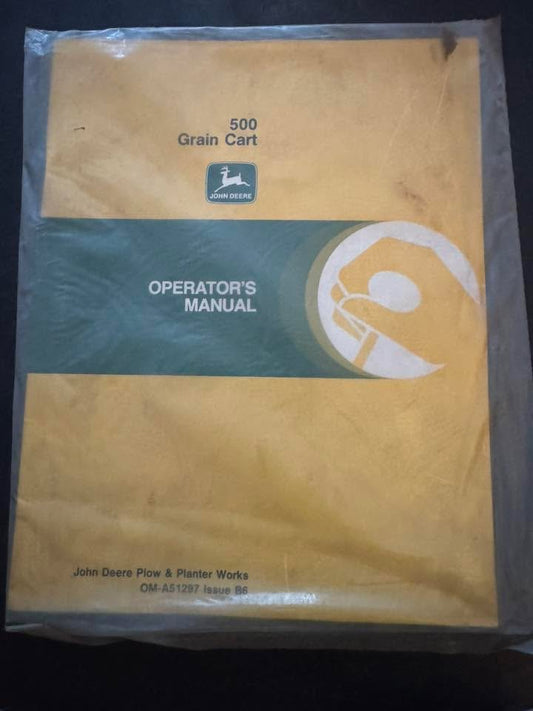 500
Grain Cart
JOHN DEERE
OPERATOR'S
MANUAL
John Deere Plow & Planter Works
OM-A51297 Issue B6